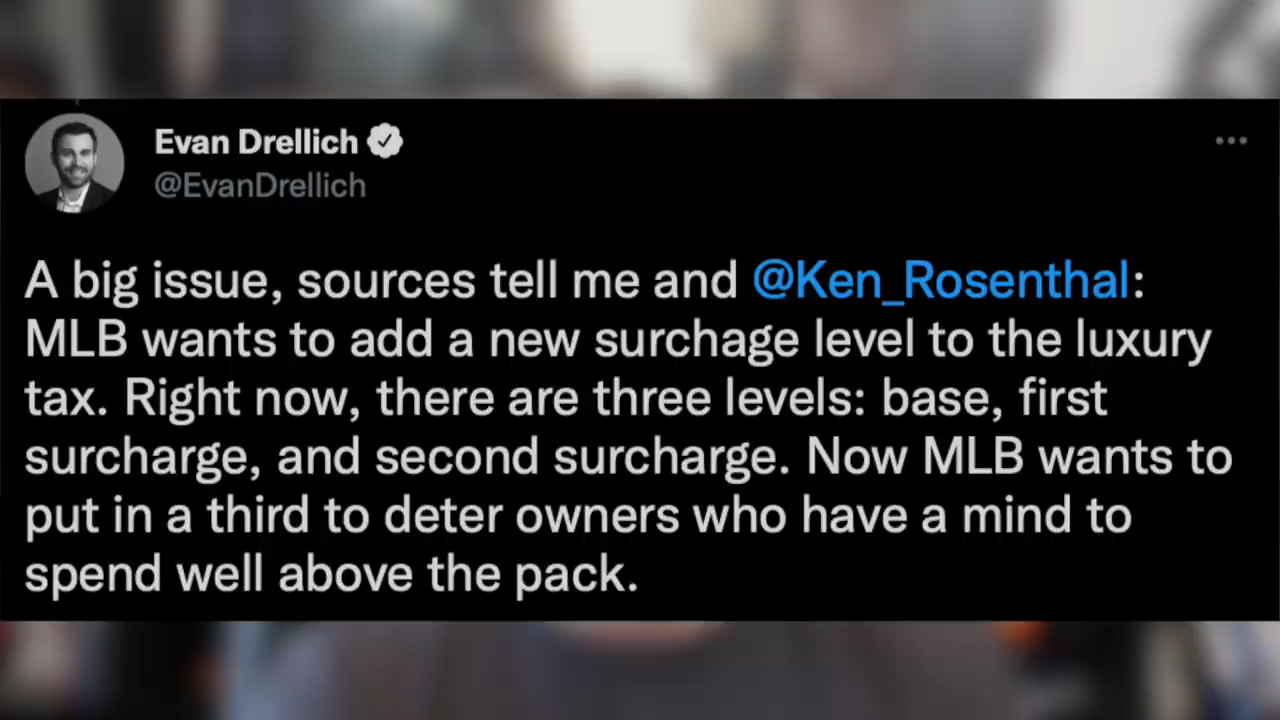 Evan Drellich
@EvanDrellich
A big issue, sources tell me and @Ken_Rosenthal:
MLB wants to add a new surchage level to the luxury
tax. Right now, there are three levels: base, first
surcharge, and second surcharge. Now MLB wants to
put in a third to deter owners who have a mind to
spend well above the pack.